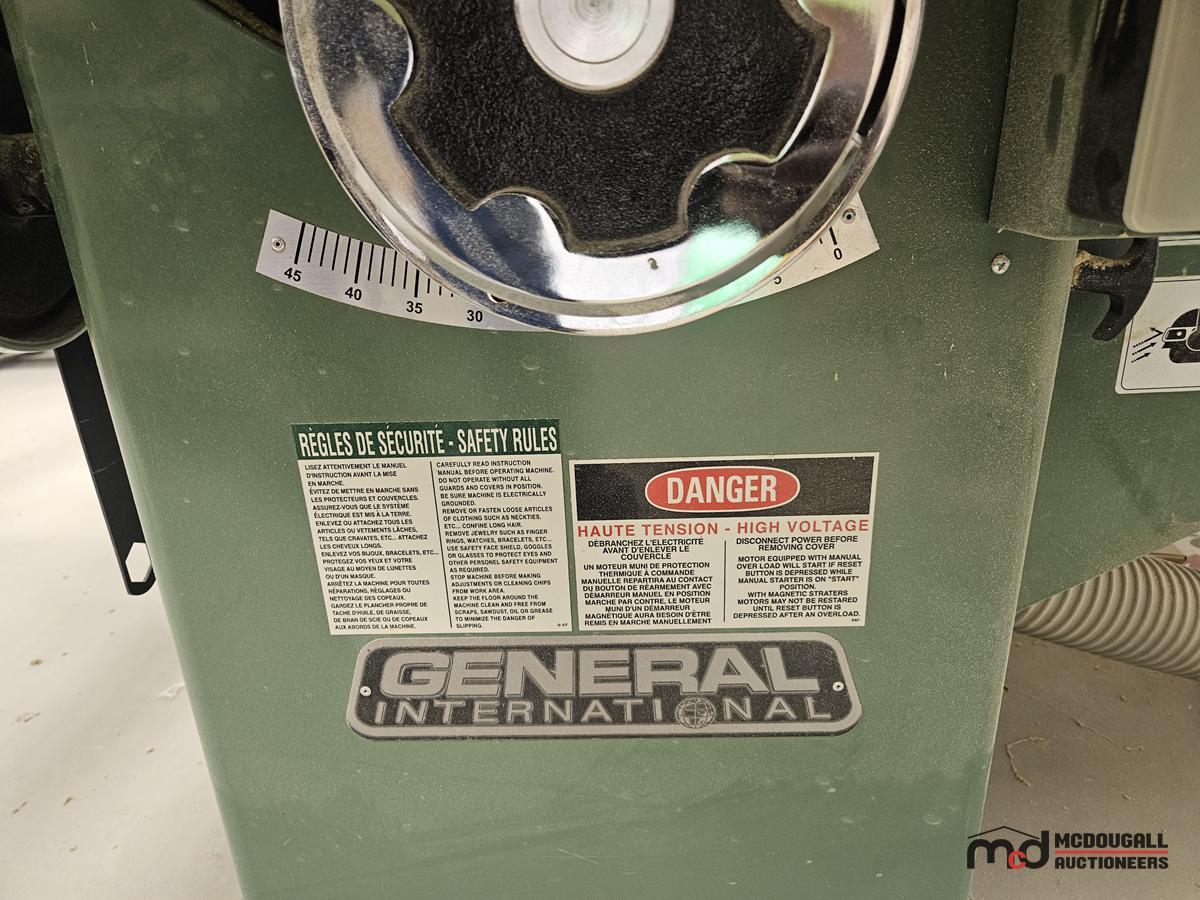 45
40
35
30
5
0
RÈGLES DE SÉCURITÉ - SAFETY RULES
LISEZ ATTENTIVEMENT LE MANUEL
D'INSTRUCTION AVANT LA MISE
EN MARCHE.
ÉVITEZ DE METTRE EN MARCHE SANS
LES PROTECTEURS ET COUVERCLES.
ASSUREZ-VOUS QUE LE SYSTÈME
ÉLECTRIQUE EST MIS À LA TERRE.
ENLEVEZ OU ATTACHEZ TOUS LES
ARTICLES OU VETEMENTS LÂCHES,
TELS QUE CRAVATES, ETC... ATTACHEZ
LES CHEVEUX LONGS.
ENLEVEZ VOS BIJOUX, BRACELETS, ETC...
PROTEGEZ VOS YEUX ET VOTRE
VISAGE AU MOYEN DE LUNETTES
OU D'UN MASQUE.
ARRÊTEZ LA MACHINE POUR TOUTES
RÉPARATIONS, RÉGLAGES OU
NETTOYAGE DES COPEAUX.
GARDEZ LE PLANCHER PROPRE DE
TACHE D'HUILE, DE GRAISSE,
DE BRAN DE SCIE OU DE COPEAUX
AUX ABORDS DE LA MACHINE.
CAREFULLY READ INSTRUCTION
MANUAL BEFORE OPERATING MACHINE.
DO NOT OPERATE WITHOUT ALL
GUARDS AND COVERS IN POSITION.
BE SURE MACHINE IS ELECTRICALLY
GROUNDED.
REMOVE OR FASTEN LOOSE ARTICLES
OF CLOTHING SUCH AS NECKTIES,
ETC... CONFINE LONG HAIR.
REMOVE JEWELRY SUCH AS FINGER
RINGS, WATCHES, BRACELETS, ETC...
USE SAFETY FACE SHIELD, GOGGLES
OR GLASSES TO PROTECT EYES AND
OTHER PERSONEL SAFETY EQUIPMENT
AS REQUIRED.
STOP MACHINE BEFORE MAKING
ADJUSTMENTS OR CLEANING CHIPS
FROM WORK AREA.
KEEP THE FLOOR AROUND THE
MACHINE CLEAN AND FREE FROM
SCRAPS, SAWDUST, OIL OR GREASE
TO MINIMIZE THE DANGER OF
SLIPPING.
DANGER
HAUTE TENSION - HIGH VOLTAGE
DÉBRANCHEZ L'ELECTRICITÉ
AVANT D'ENLEVER LE
COUVERCLE
UN MOTEUR MUNI DE PROTECTION
THERMIQUE À COMMANDE
MANUELLE REPARTIRA AU CONTACT
DU BOUTON DE RÉARMEMENT AVEC
DÉMARREUR MANUEL EN POSITION
MARCHE PAR CONTRE, LE MOTEUR
MUNI D'UN DÉMARREUR
MAGNÉTIQUE AURA BESOIN D'ÊTRE
REMIS EN MARCHE MANUELLEMENT
DISCONNECT POWER BEFORE
REMOVING COVER
MOTOR EQUIPPED WITH MANUAL
OVER LOAD WILL START IF RESET
BUTTON IS DEPRESSED WHILE
MANUAL STARTER IS ON "START"
POSITION.
WITH MAGNETIC STRATERS
MOTORS MAY NOT BE RESTARTED
UNTIL RESET BUTTON IS
DEPRESSED AFTER AN OVERLOAD.
GENERAL
INTERNATIONAL
mcd MCDOUGALL
AUCTIONEERS